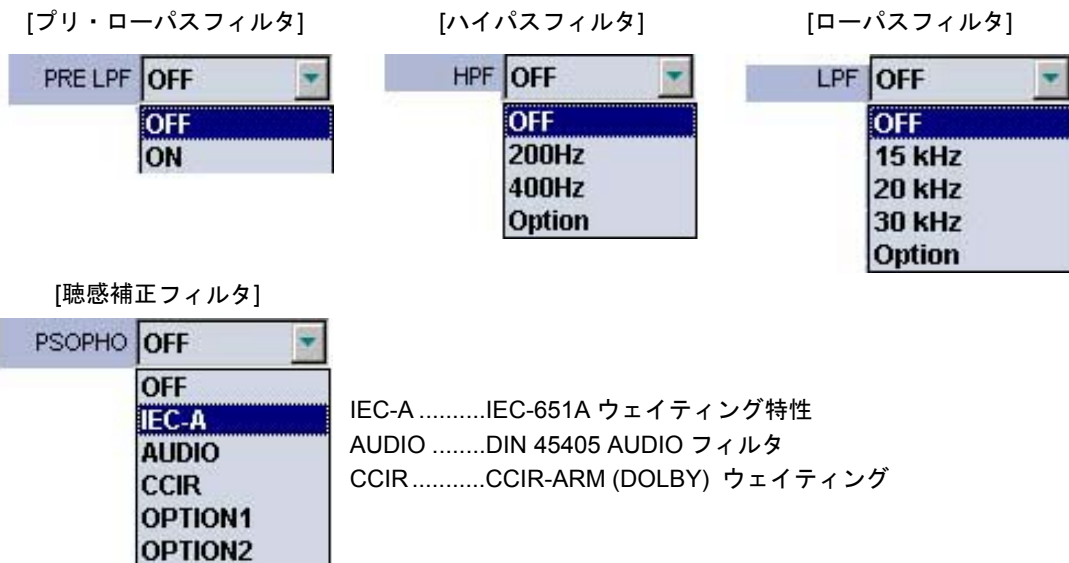 [プリ・ローパスフィルタ]
[ハイパスフィルタ]
[ローパスフィルタ]
PRE LPF OFF
OFF
ON
HPF OFF
OFF
200Hz
400Hz
Option
LPF OFF
OFF
15 kHz
20 kHz
30 kHz
Option
[聴感補正フィルタ]
PSOPHO OFF
OFF
IEC-A
AUDIO
CCIR
OPTION1
OPTION2
IEC-A ..........IEC-651A ウェイティング特性
AUDIO ........DIN 45405 AUDIO フィルタ
CCIR...........CCIR-ARM (DOLBY) ウェイティング